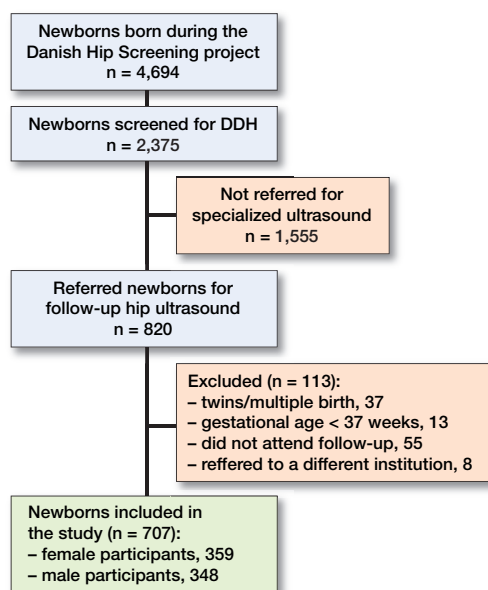 Newborns born during the
Danish Hip Screening project
n = 4,694
Newborns screened for DDH
n = 2,375
Not referred for
specialized ultrasound
n = 1,555
Referred newborns for
follow-up hip ultrasound
n = 820
Excluded (n = 113):
– twins/multiple birth, 37
– gestational age < 37 weeks, 13
– did not attend follow-up, 55
– reffered to a different institution, 8
Newborns included in
the study (n = 707):
– female participants, 359
– male participants, 348